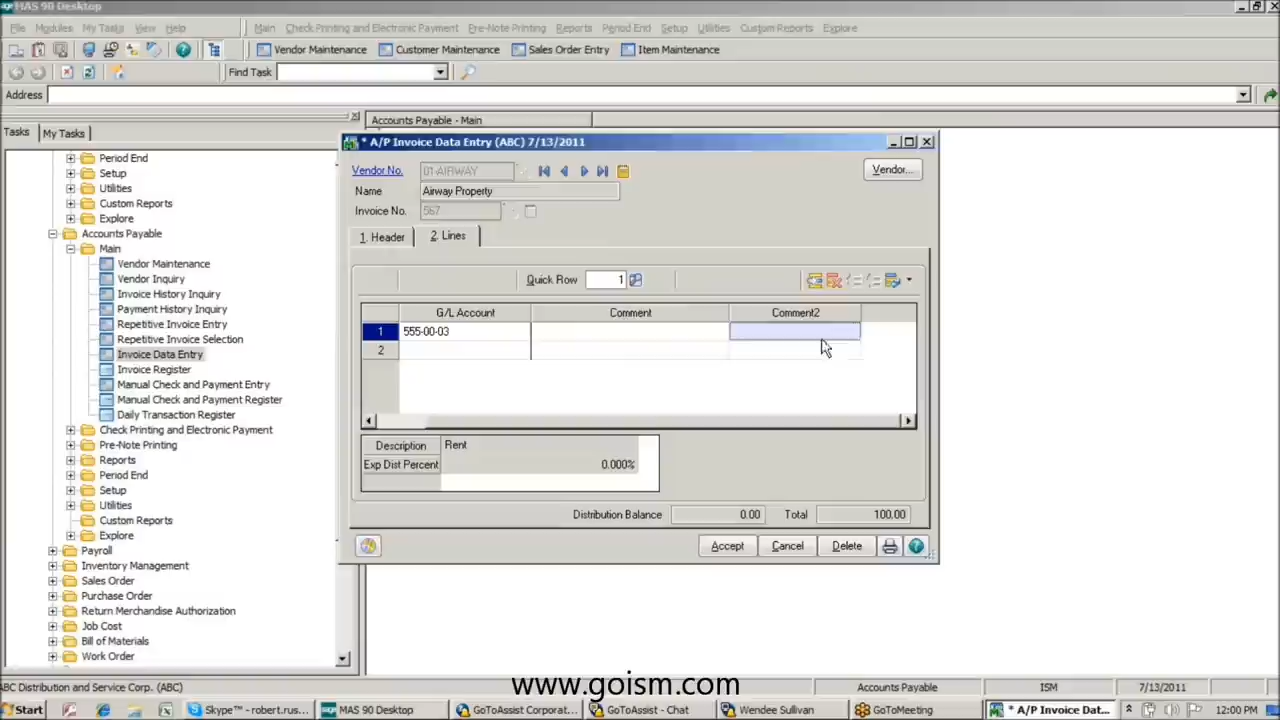 MAS 90 Desktop
File Modules My Tasks View Help Main Check Printing and Electronic Payment Pre-Note Printing Reports Period End Setup Utilities Custom Reports Explore
Vendor Maintenance Customer Maintenance Sales Order Entry Item Maintenance
Find Task
Address
Tasks My Tasks
Accounts Payable - Main
Period End
Setup
Utilities
Custom Reports
Explore
Accounts Payable
Main
Vendor Maintenance
Vendor Inquiry
Invoice History Inquiry
Payment History Inquiry
Repetitive Invoice Entry
Repetitive Invoice Selection
Invoice Data Entry
Invoice Register
Manual Check and Payment Entry
Manual Check and Payment Register
Daily Transaction Register
Check Printing and Electronic Payment
Pre-Note Printing
Reports
Period End
Setup
Utilities
Custom Reports
Explore
Payroll
Inventory Management
Sales Order
Purchase Order
Return Merchandise Authorization
Job Cost
Bill of Materials
Work Order
* A/P Invoice Data Entry (ABC) 7/13/2011
Vendor No. 01-AIRWAY Vendor...
Name Airway Property
Invoice No. 567
1. Header 2. Lines
Quick Row 1
G/L Account Comment Comment2
1 555-00-03
2
Description Rent
Exp Dist Percent 0.000%
Distribution Balance 0.00 Total 100.00
Accept Cancel Delete
ABC Distribution and Service Corp. (ABC) Accounts Payable ISM 7/13/2011
www.goism.com
Start Skype™ - robert.rus... MAS 90 Desktop GoToAssist Corporat... GoToAssist - Chat Wendee Sullivan GoToMeeting * A/P Invoice Dat... 12:00 PM